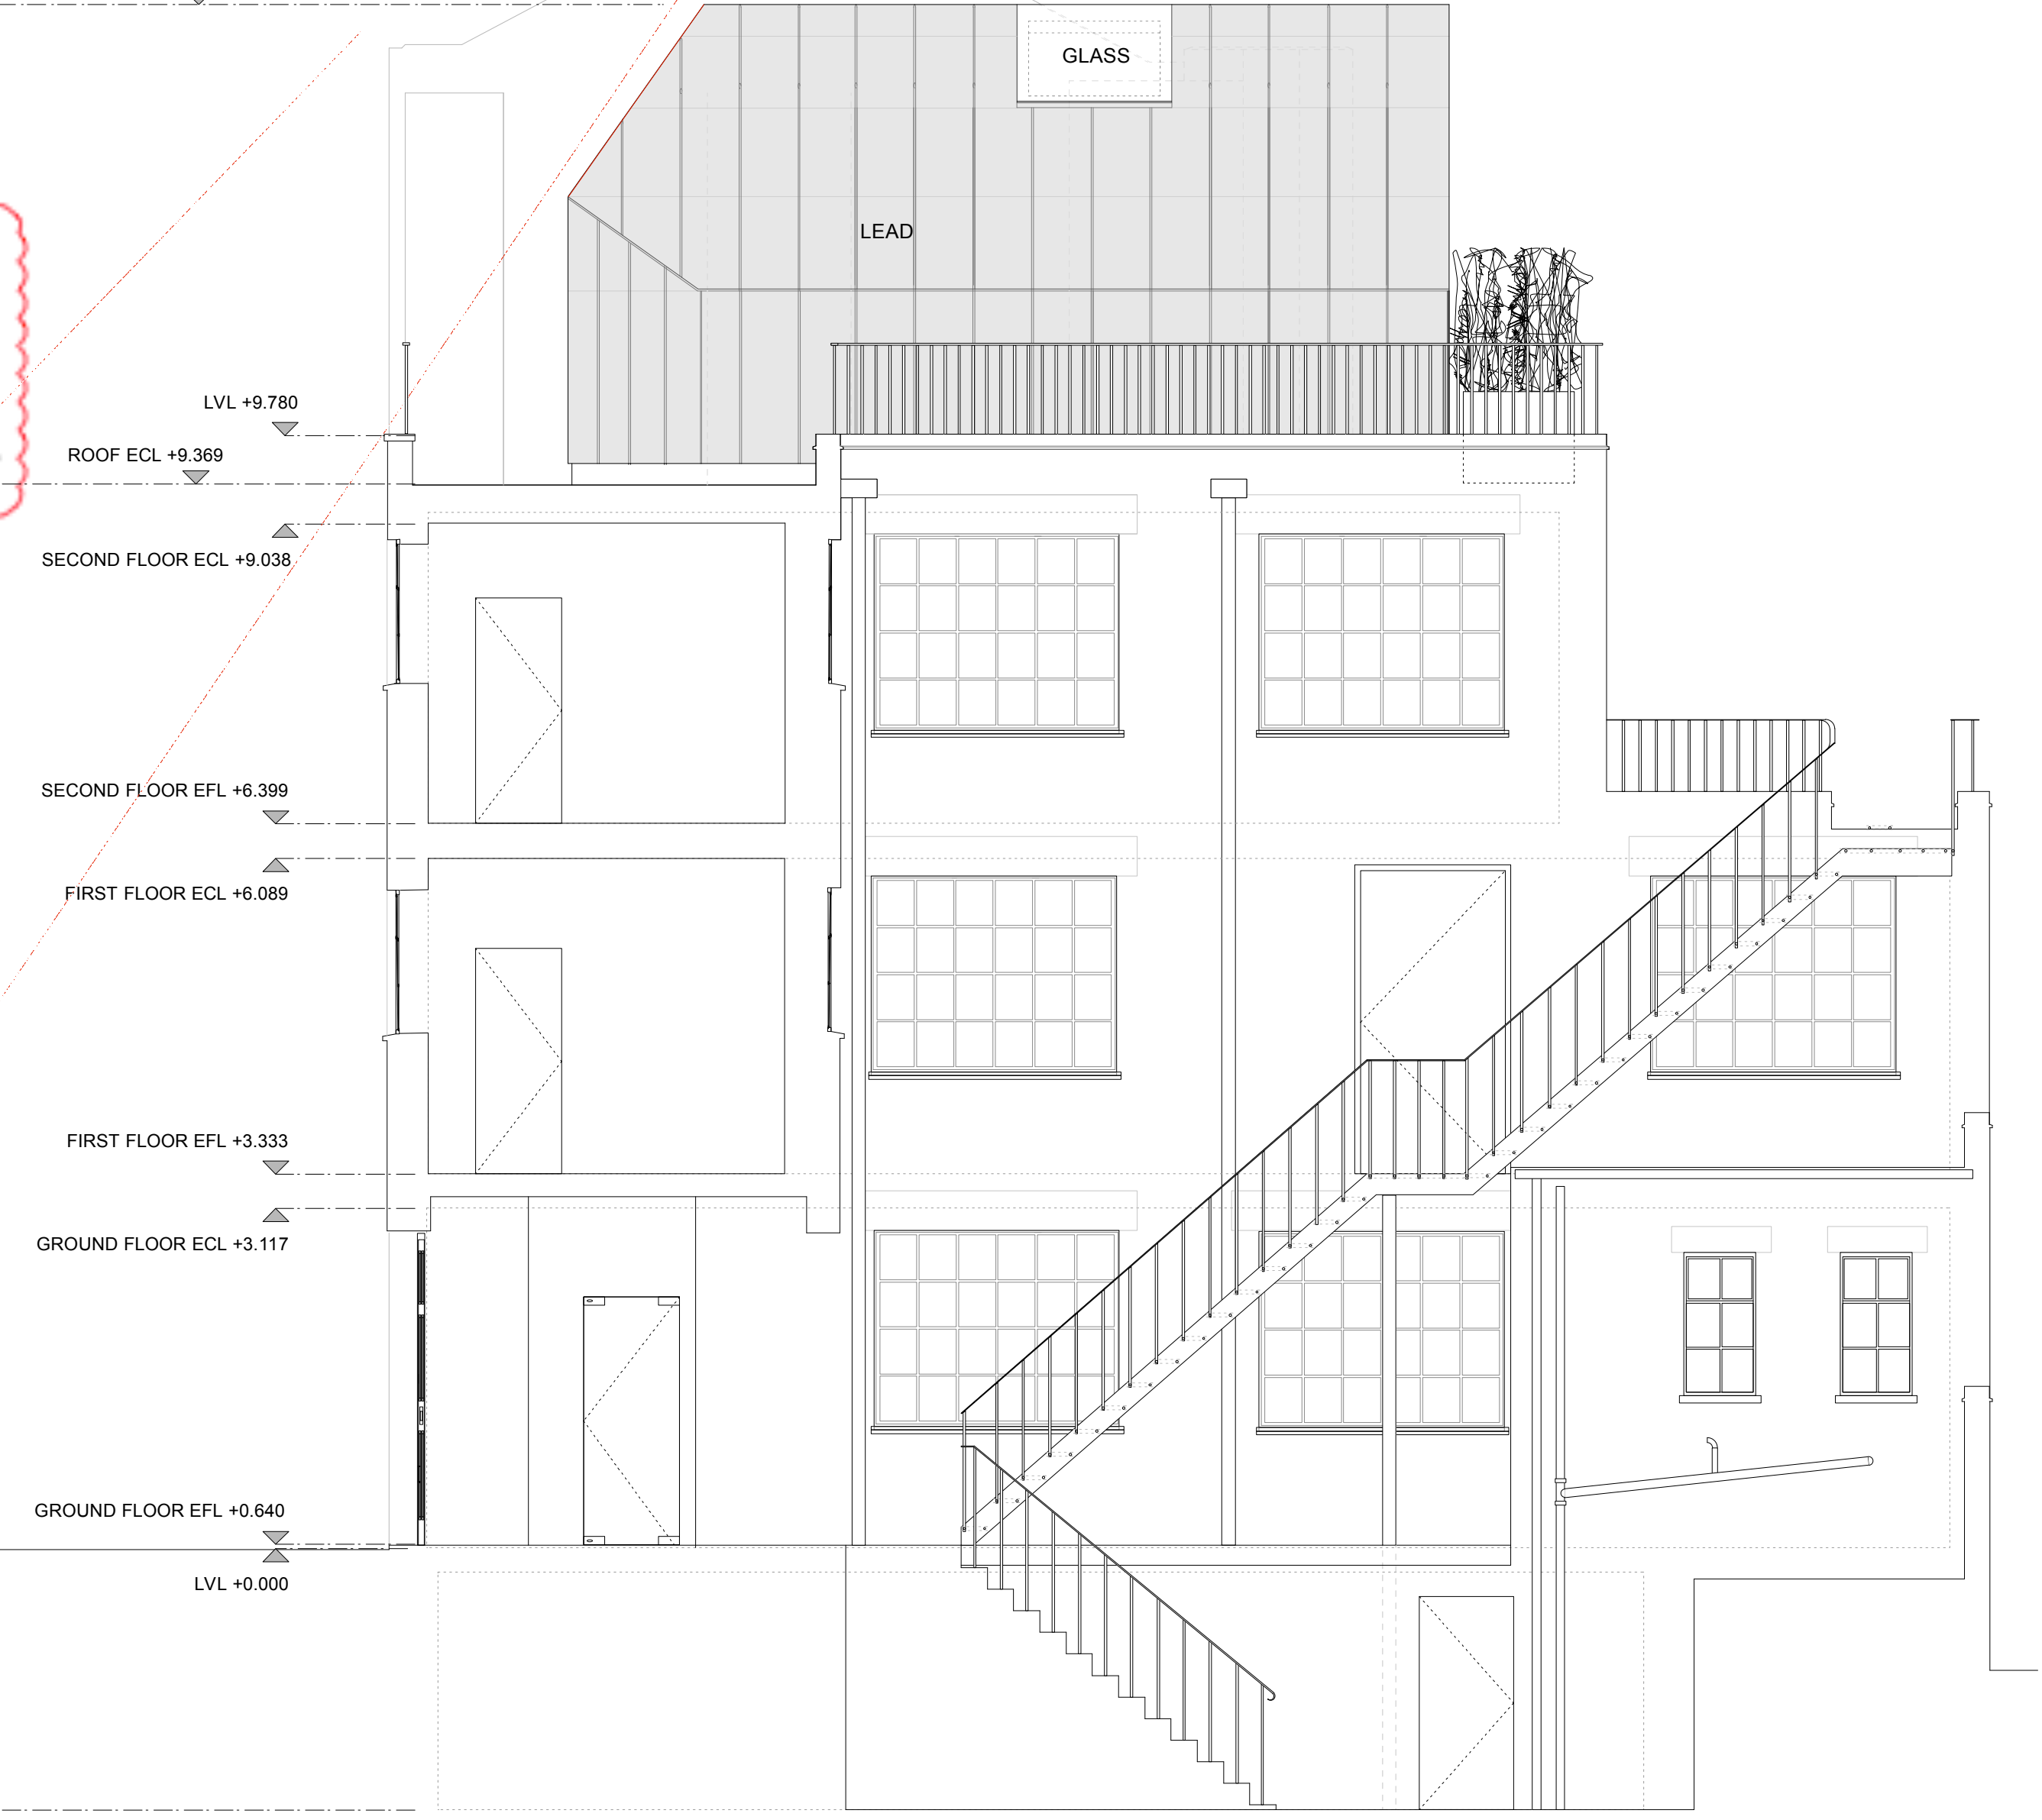 GLASS
LEAD
LVL +9.780
ROOF ECL +9.369
SECOND FLOOR ECL +9.038
SECOND FLOOR EFL +6.399
FIRST FLOOR ECL +6.089
FIRST FLOOR EFL +3.333
GROUND FLOOR ECL +3.117
GROUND FLOOR EFL +0.640
LVL +0.000